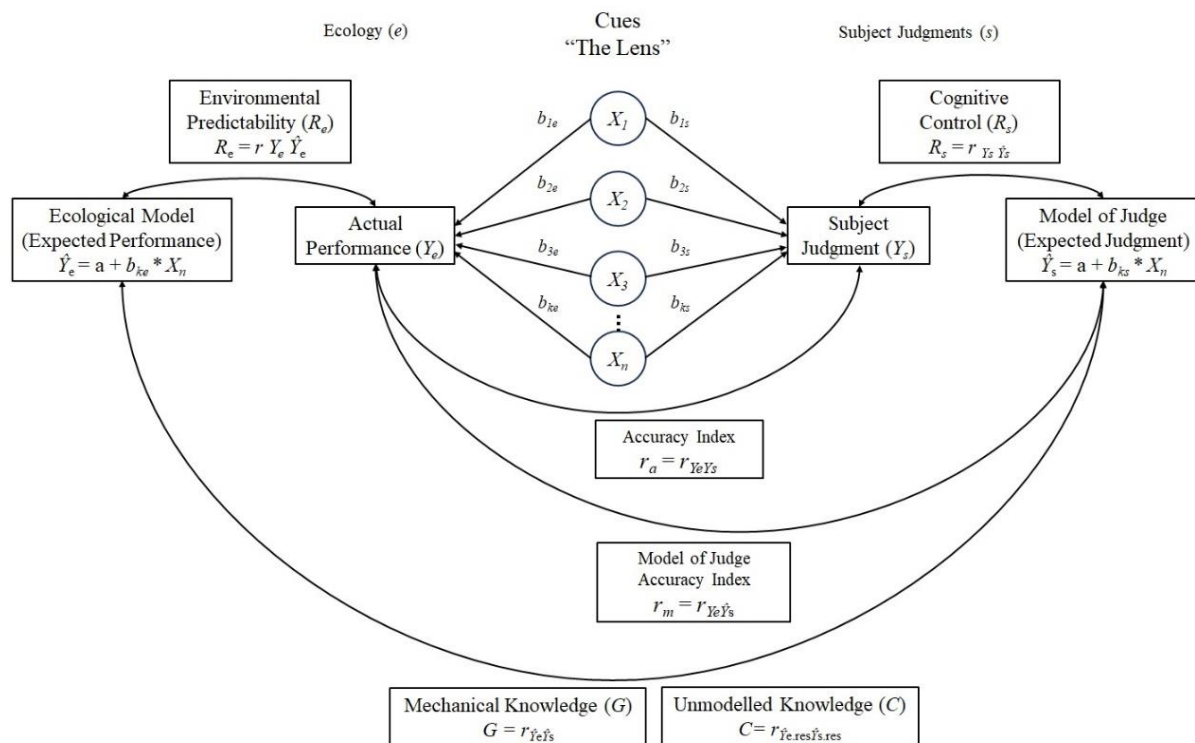 Cues
“The Lens”
Ecology (e)
Subject Judgments (s)
Environmental
Predictability (Rₑ)
Rₑ = r Yₑ Ŷₑ
Cognitive
Control (Rₛ)
Rₛ = r Yₛ Ŷₛ
b1e
X1
b1s
b2e
X2
b2s
b3e
X3
b3s
bke
Xn
bks
Ecological Model
(Expected Performance)
Ŷₑ = a + bke * Xn
Actual
Performance (Yₑ)
Subject
Judgment (Yₛ)
Model of Judge
(Expected Judgment)
Ŷₛ = a + bks * Xn
Accuracy Index
ra = rYeYs
Model of Judge
Accuracy Index
rm = rYeŶs
Mechanical Knowledge (G)
G = rŶeŶs
Unmodelled Knowledge (C)
C= rŶe.resŶs.res